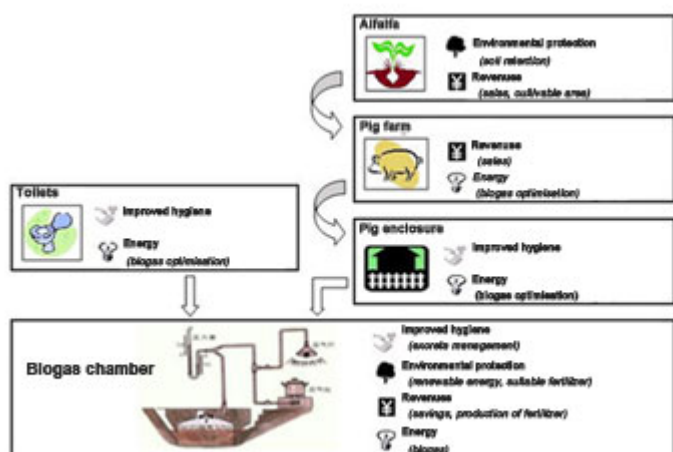 Alfalfa
Environmental protection
(soil retention)
Revenues
(sales, cultivable area)
Pig farm
Revenuse
(sales)
Energy
(biogas optimisation)
Toilets
Improved hygiene
Energy
(biogas optimisation)
Pig enclosure
Improved hygiene
Energy
(biogas optimisation)
Biogas chamber
Improved hygiene
(excreta management)
Environmental protection
(renewable energy, suitable fertilizer)
Revenues
(savings, production of fertilizer)
Energy
(biogas)